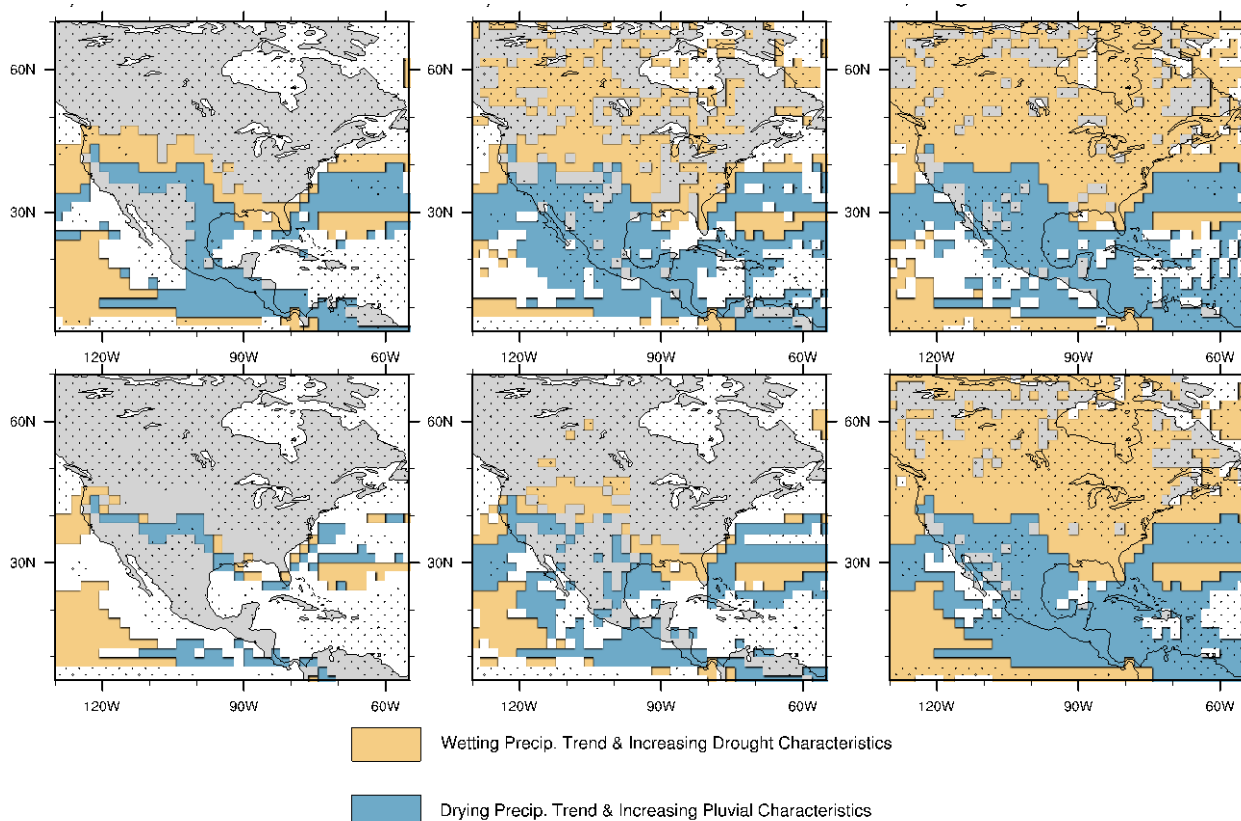 60N
30N
120W 90W 60W
60N
30N
120W 90W 60W
60N
30N
120W 90W 60W
60N
30N
120W 90W 60W
60N
30N
120W 90W 60W
60N
30N
120W 90W 60W
Wetting Precip. Trend & Increasing Drought Characteristics
Drying Precip. Trend & Increasing Pluvial Characteristics